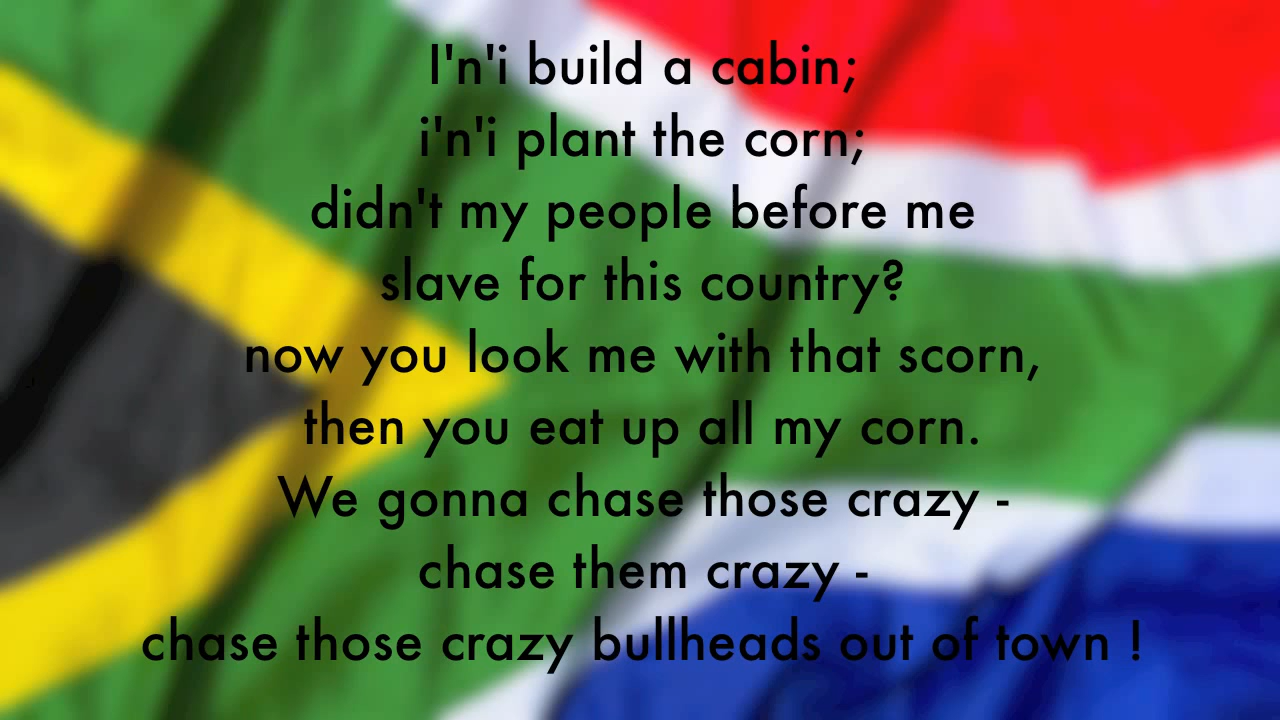 I'n'i build a cabin;
i'n'i plant the corn;
didn't my people before me
slave for this country?
now you look me with that scorn,
then you eat up all my corn.
We gonna chase those crazy -
chase them crazy -
chase those crazy bullheads out of town !